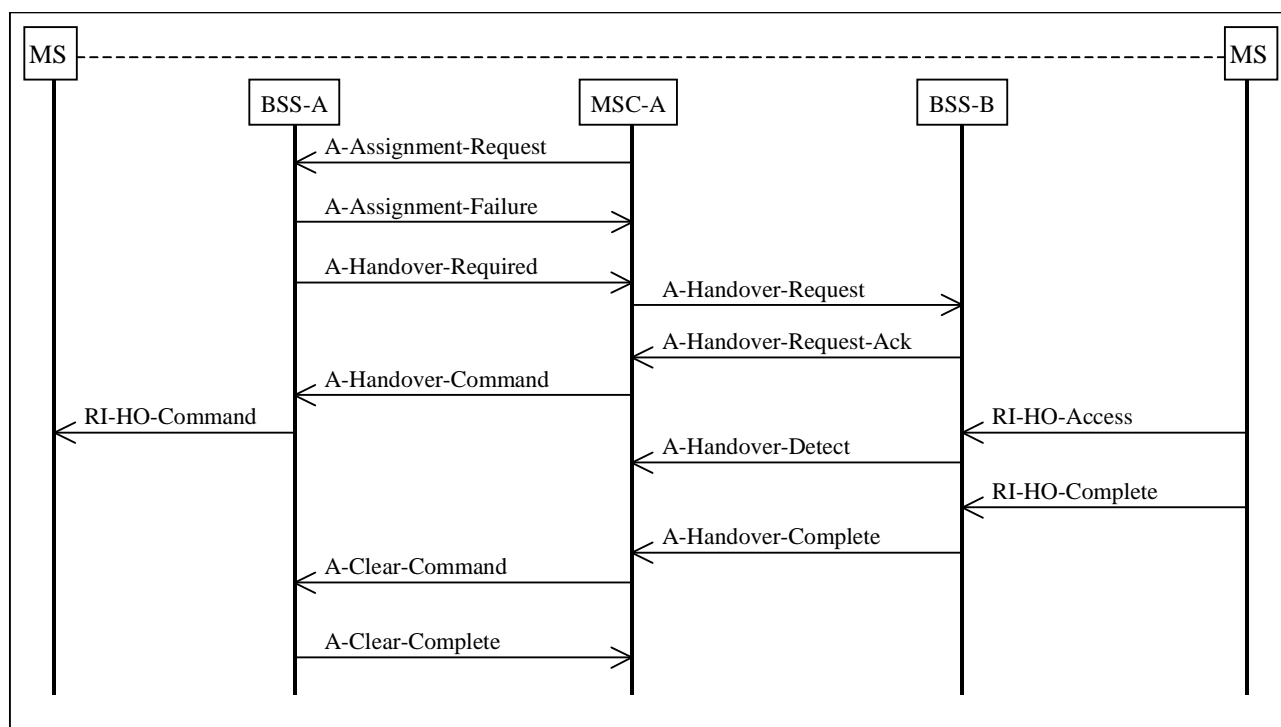 MS
MS
BSS-A
MSC-A
BSS-B
A-Assignment-Request
A-Assignment-Failure
A-Handover-Required
A-Handover-Request
A-Handover-Request-Ack
A-Handover-Command
RI-HO-Command
RI-HO-Access
A-Handover-Detect
RI-HO-Complete
A-Handover-Complete
A-Clear-Command
A-Clear-Complete